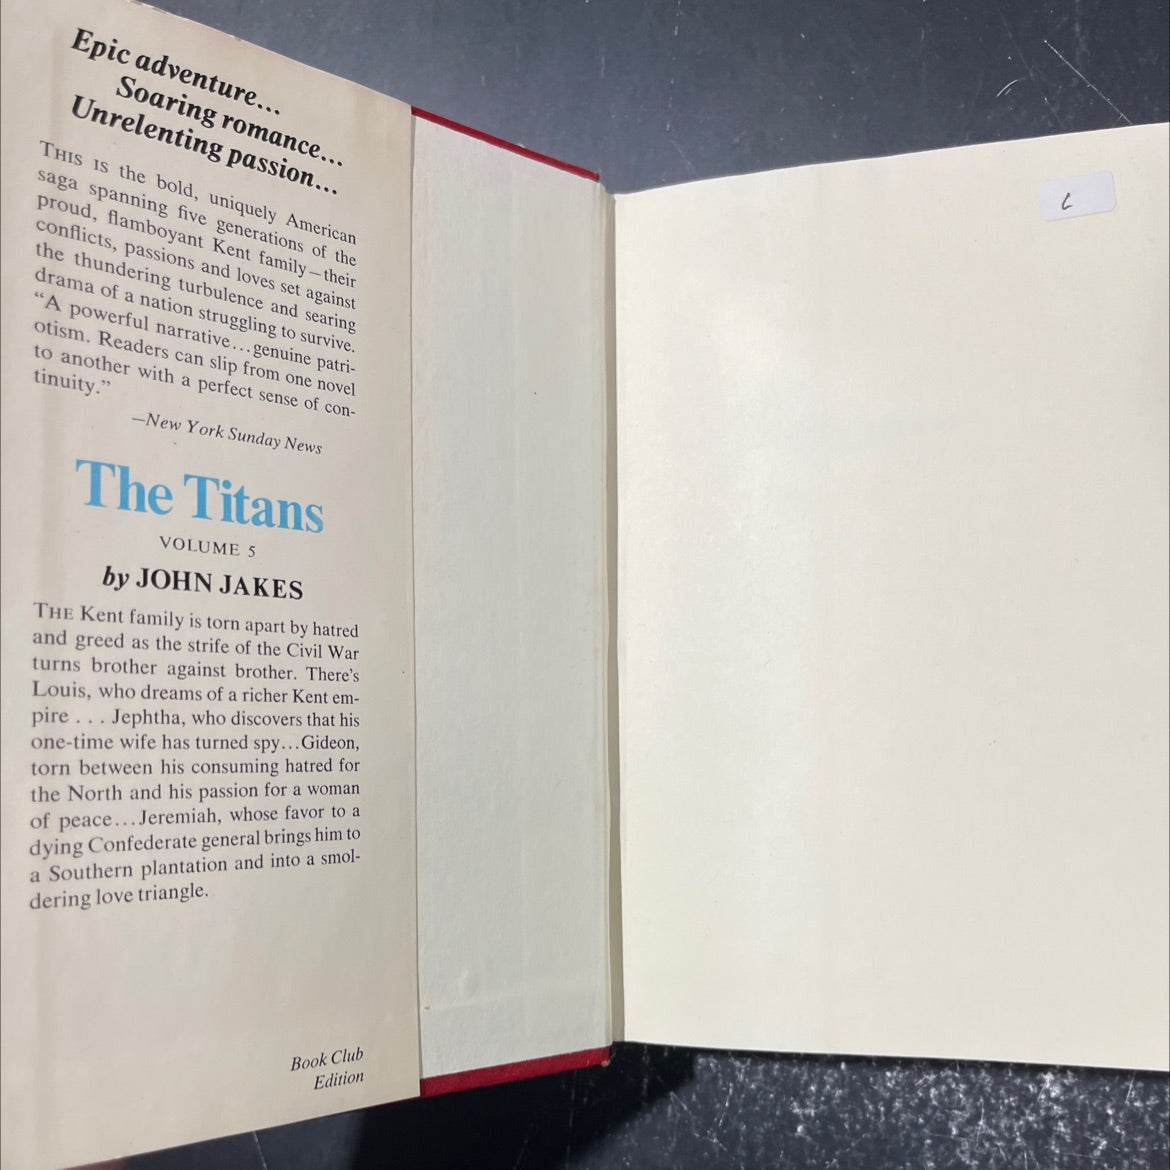 Epic adventure...
Soaring romance...
Unrelenting passion...
THIS IS the bold, uniquely American
saga spanning five generations of the
proud, flamboyant Kent family—their
conflicts, passions and loves set against
the thundering turbulence and searing
drama of a nation struggling to survive.
“A powerful narrative...genuine patri-
otism. Readers can slip from one novel
to another with a perfect sense of con-
tinuity.”
—New York Sunday News
The Titans
VOLUME 5
by JOHN JAKES
THE Kent family is torn apart by hatred
and greed as the strife of the Civil War
turns brother against brother. There’s
Louis, who dreams of a richer Kent em-
pire . . . Jephtha, who discovers that his
one-time wife has turned spy...Gideon,
torn between his consuming hatred for
the North and his passion for a woman
of peace...Jeremiah, whose favor to a
dying Confederate general brings him to
a Southern plantation and into a smol-
dering love triangle.
Book Club
Edition